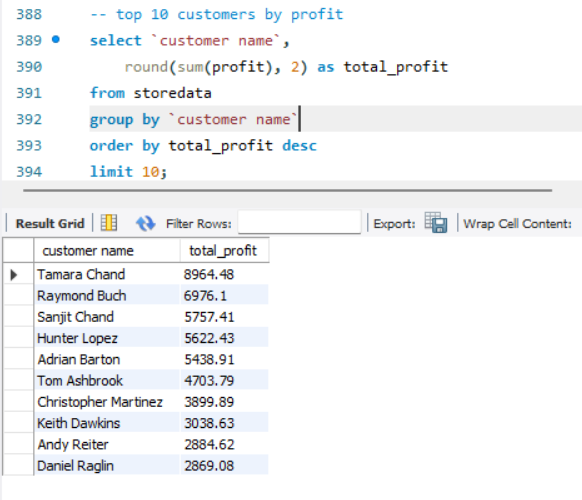 388 -- top 10 customers by profit
389 select `customer name`,
390 round(sum(profit), 2) as total_profit
391 from storedata
392 group by `customer name`
393 order by total_profit desc
394 limit 10;
Result Grid Filter Rows: Export: Wrap Cell Content:
customer name total_profit
Tamara Chand 8964.48
Raymond Buch 6976.1
Sanjit Chand 5757.41
Hunter Lopez 5622.43
Adrian Barton 5438.91
Tom Ashbrook 4703.79
Christopher Martinez 3899.89
Keith Dawkins 3038.63
Andy Reiter 2884.62
Daniel Raglin 2869.08